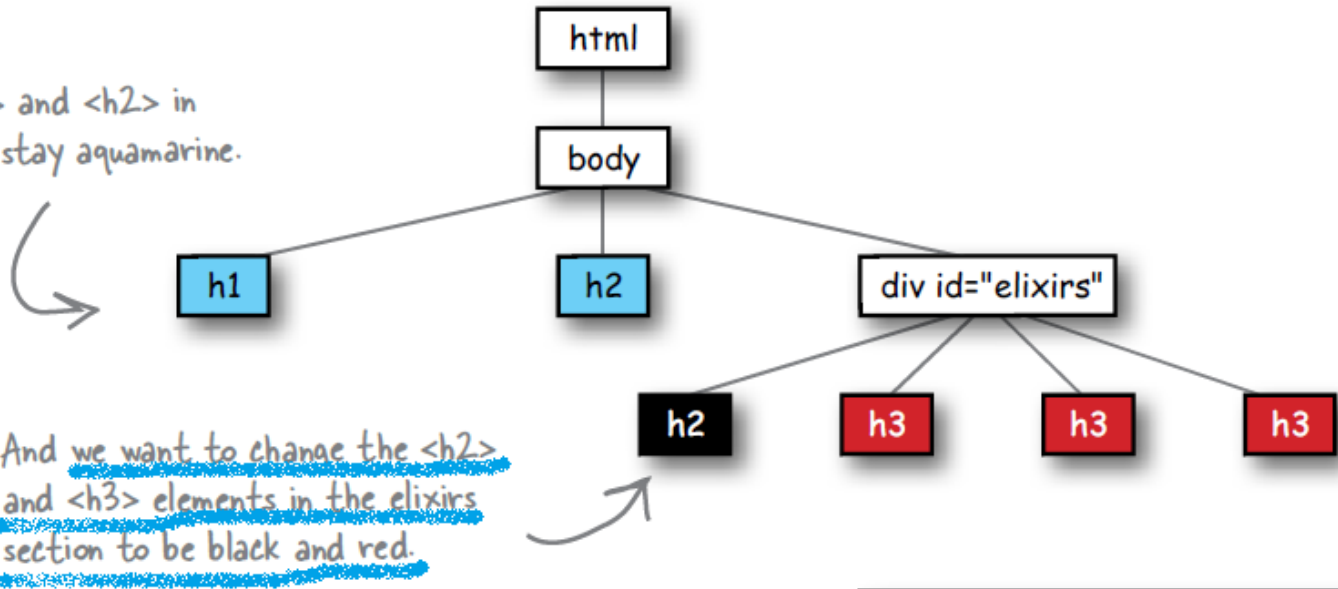 html
> and <h2> in
stay aquamarine.
body
h1
h2
div id="elixirs"
h2
h3
h3
h3
And we want to change the <h2>
and <h3> elements in the elixirs
section to be black and red.